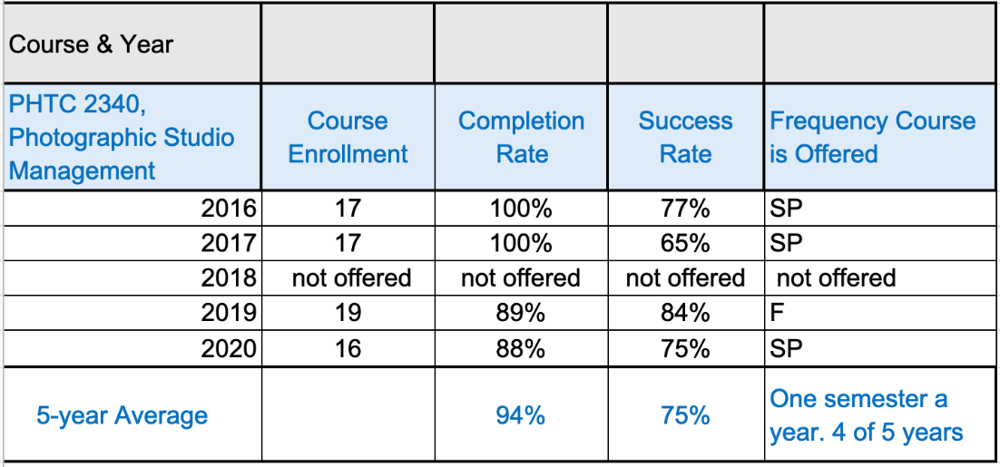 Course & Year
PHTC 2340,
Photographic Studio
Management
Course
Enrollment
Completion
Rate
Success
Rate
Frequency Course
is Offered
2016 17 100% 77% SP
2017 17 100% 65% SP
2018 not offered not offered not offered not offered
2019 19 89% 84% F
2020 16 88% 75% SP
5-year Average 94% 75%
One semester a
year. 4 of 5 years